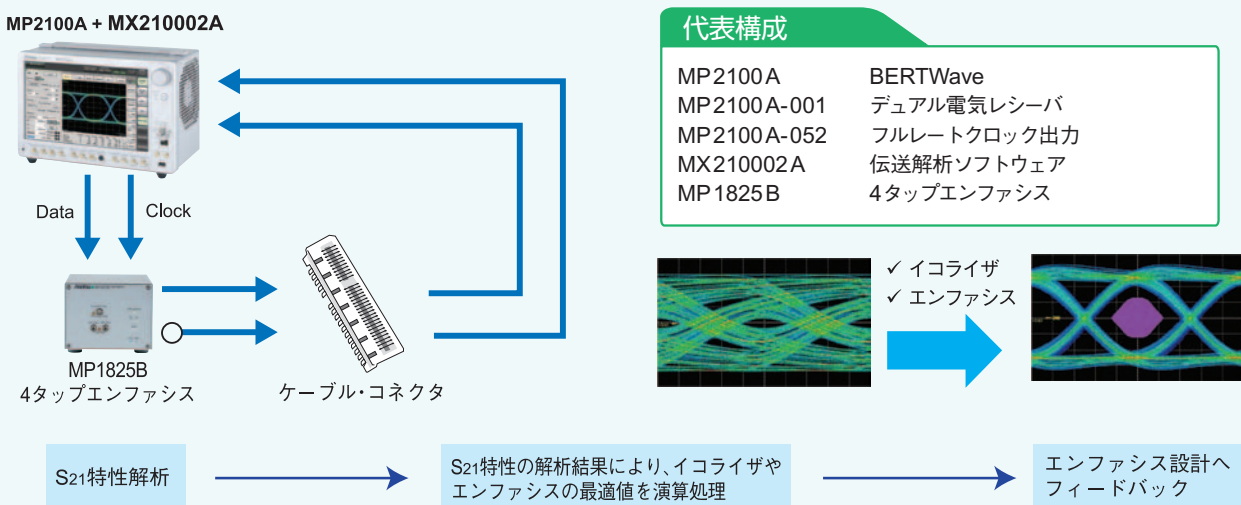 MP2100A + MX210002A
Data
Clock
MP1825B
4タップエンファシス
ケーブル・コネクタ
代表構成
MP2100A BERTWave
MP2100A-001 デュアル電気レシーバ
MP2100A-052 フルレートクロック出力
MX210002A 伝送解析ソフトウェア
MP1825B 4タップエンファシス
✓ イコライザ
✓ エンファシス
S21特性解析
S21特性の解析結果により、イコライザや
エンファシスの最適値を演算処理
エンファシス設計へ
フィードバック